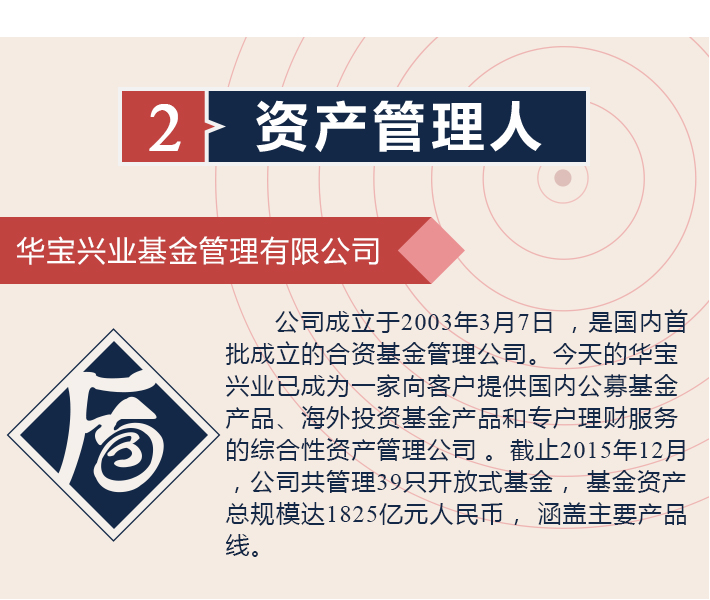 2
资产管理人
华宝兴业基金管理有限公司
公司成立于2003年3月7日 ，是国内首
批成立的合资基金管理公司。今天的华宝
兴业已成为一家向客户提供国内公募基金
产品、海外投资基金产品和专户理财服务
的综合性资产管理公司 。截止2015年12月
，公司共管理39只开放式基金 ， 基金资产
总规模达1825亿元人民币 ， 涵盖主要产品
线。